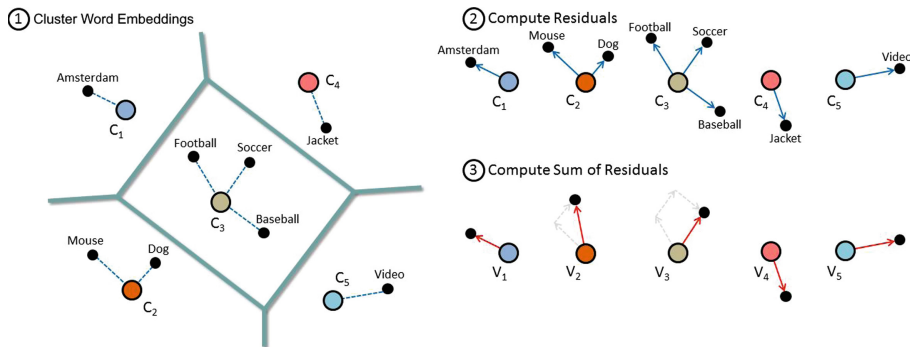 1 Cluster Word Embeddings
Amsterdam
C1
C4
Jacket
Football
Soccer
C3
Baseball
Mouse
Dog
C2
C5
Video
2 Compute Residuals
Amsterdam
C1
Mouse
Dog
C2
Football
Soccer
C3
Baseball
C4
Jacket
C5
Video
3 Compute Sum of Residuals
V1
V2
V3
V4
V5